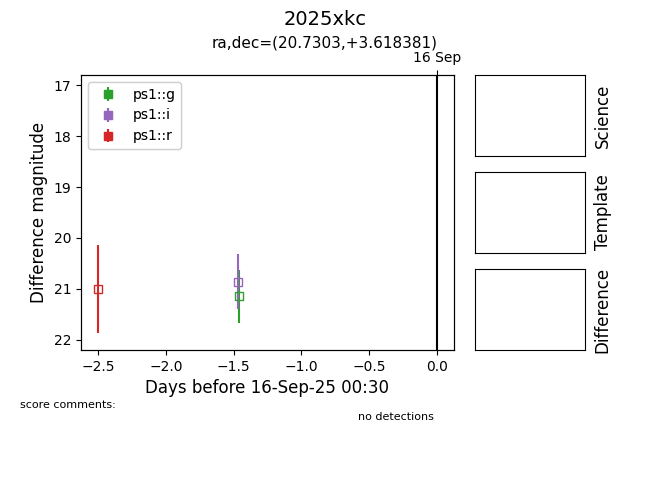 2025xkc
ra,dec=(20.7303,+3.618381)
16 Sep
17
18
19
20
21
22
Difference magnitude
ps1::g
ps1::i
ps1::r
−2.5
−2.0
−1.5
−1.0
−0.5
0.0
Days before 16-Sep-25 00:30
Science
Template
Difference
score comments:
no detections